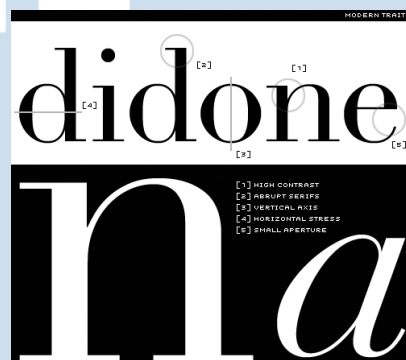 MODERN TRAIT
didone
[1]
[2]
[4]
[3]
[5]
[1] HIGH CONTRAST
[2] ABRUPT SERIFS
[3] VERTICAL AXIS
[4] HORIZONTAL STRESS
[5] SMALL APERTURE
na